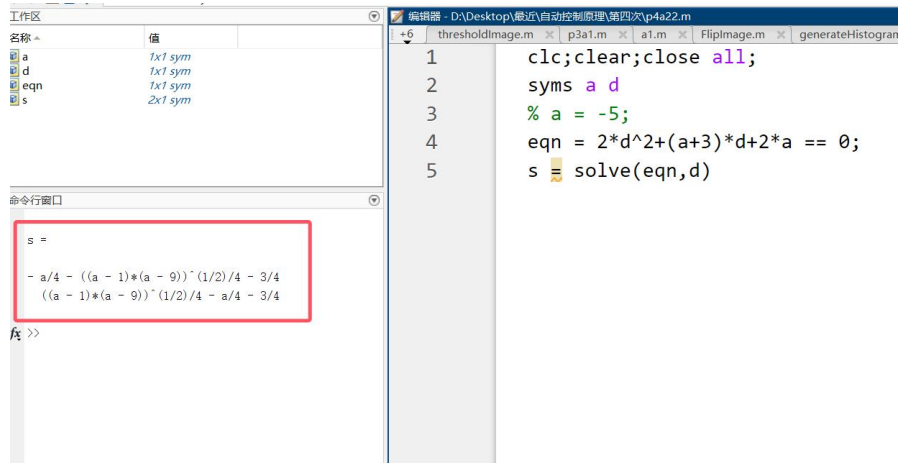 工作区
名称 值
a 1x1 sym
d 1x1 sym
eqn 1x1 sym
s 2x1 sym
命令行窗口
s =
- a/4 - ((a - 1)*(a - 9))^(1/2)/4 - 3/4
((a - 1)*(a - 9))^(1/2)/4 - a/4 - 3/4
fx >>
编辑器 - D:\Desktop\最近\自动控制原理\第四次\p4a22.m
+6 thresholdImage.m × p3a1.m × a1.m × FlipImage.m × generateHistogram
1 clc;clear;close all;
2 syms a d
3 % a = -5;
4 eqn = 2*d^2+(a+3)*d+2*a == 0;
5 s = solve(eqn,d)